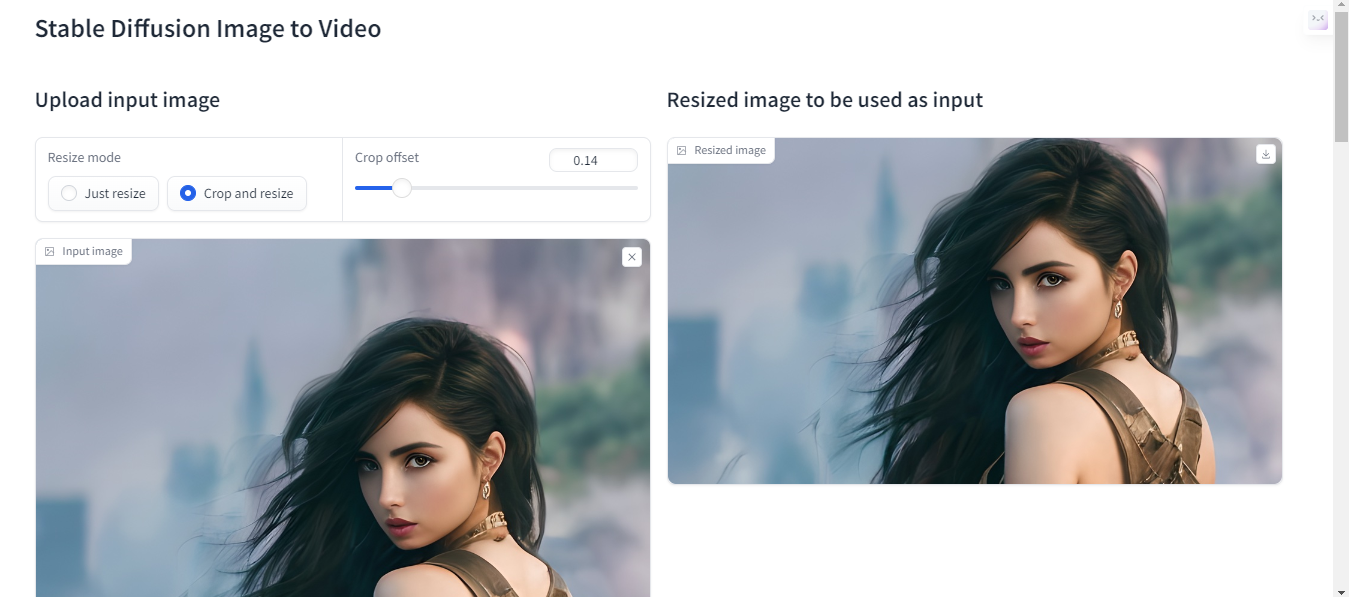 Stable Diffusion Image to Video
Upload input image
Resize mode
Just resize
Crop and resize
Crop offset
0.14
Input image
Resized image to be used as input
Resized image